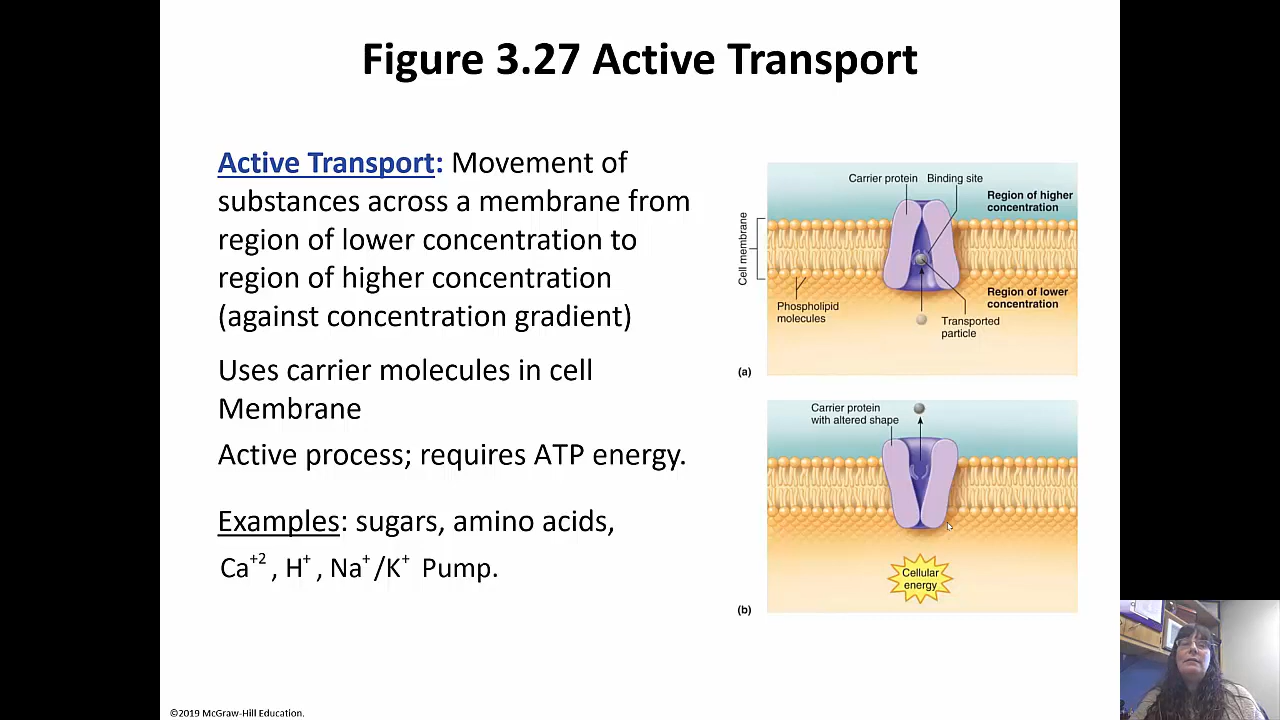 Figure 3.27 Active Transport
Active Transport: Movement of
substances across a membrane from
region of lower concentration to
region of higher concentration
(against concentration gradient)
Uses carrier molecules in cell
Membrane
Active process; requires ATP energy.
Examples: sugars, amino acids,
Ca⁺², H⁺, Na⁺/K⁺ Pump.
Carrier protein
Binding site
Region of higher
concentration
Cell membrane
Region of lower
concentration
Phospholipid
molecules
Transported
particle
(a)
Carrier protein
with altered shape
Cellular
energy
(b)
©2019 McGraw-Hill Education.